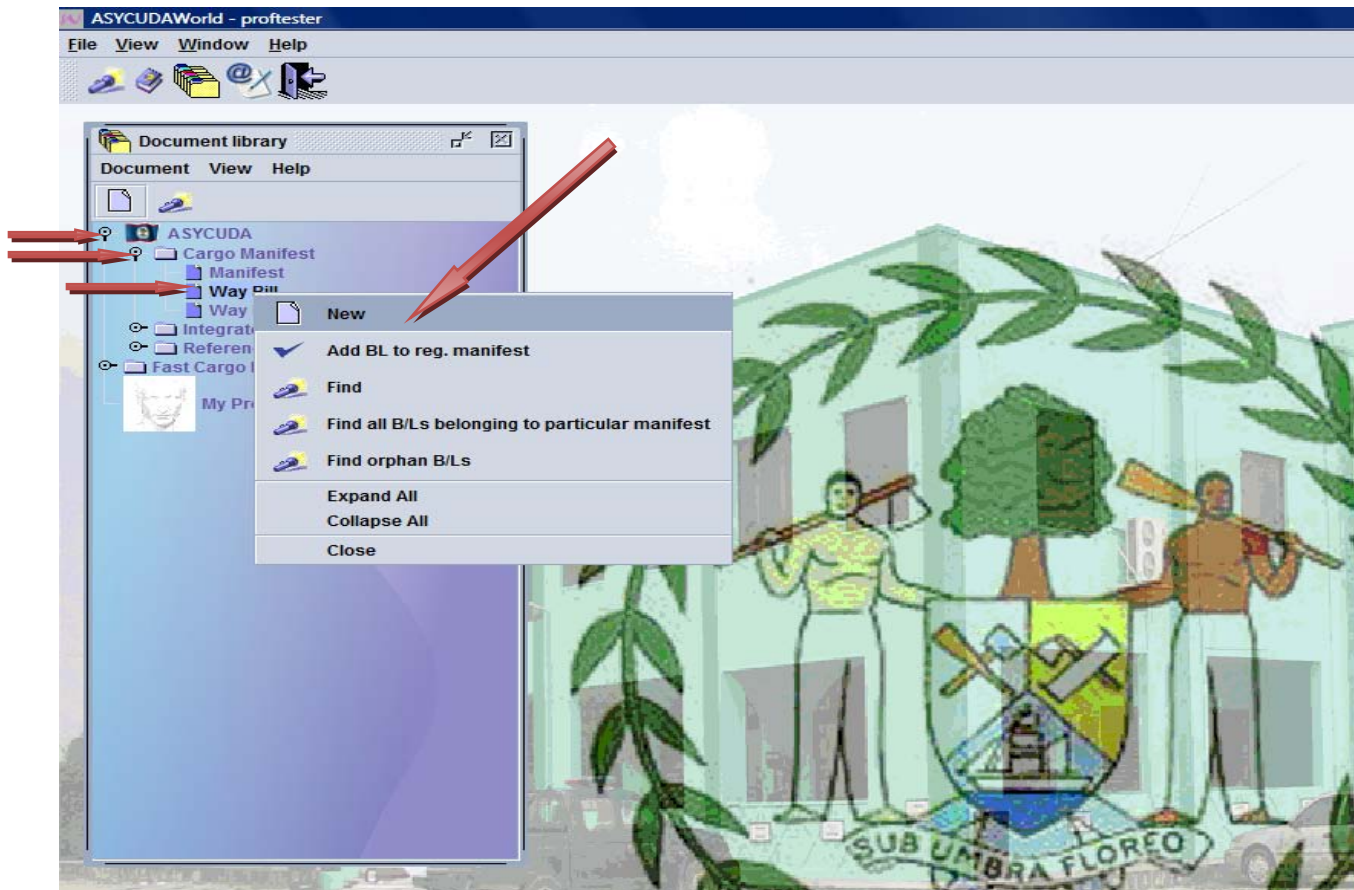 ASYCUDAWorld - proftester
File View Window Help
Document library
Document View Help
ASYCUDA
Cargo Manifest
Manifest
Way Bill
Way
Integrat
Referen
Fast Cargo
My Pr
New
Add BL to reg. manifest
Find
Find all B/Ls belonging to particular manifest
Find orphan B/Ls
Expand All
Collapse All
Close
SUB UMBRA FLOREO